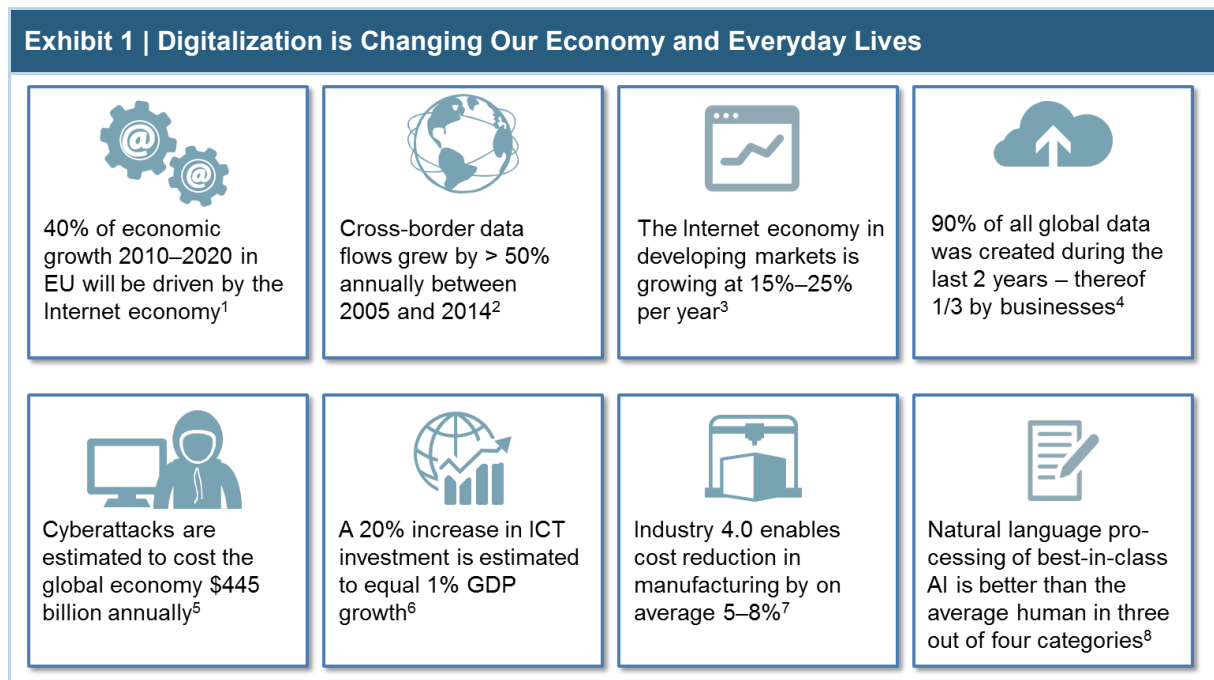 Exhibit 1 | Digitalization is Changing Our Economy and Everyday Lives
@
@
40% of economic
growth 2010–2020 in
EU will be driven by the
Internet economy¹
Cross-border data
flows grew by > 50%
annually between
2005 and 2014²
The Internet economy in
developing markets is
growing at 15%–25%
per year³
90% of all global data
was created during the
last 2 years – thereof
1/3 by businesses⁴
Cyberattacks are
estimated to cost the
global economy $445
billion annually⁵
A 20% increase in ICT
investment is estimated
to equal 1% GDP
growth⁶
Industry 4.0 enables
cost reduction in
manufacturing by on
average 5–8%⁷
Natural language pro-
cessing of best-in-class
AI is better than the
average human in three
out of four categories⁸